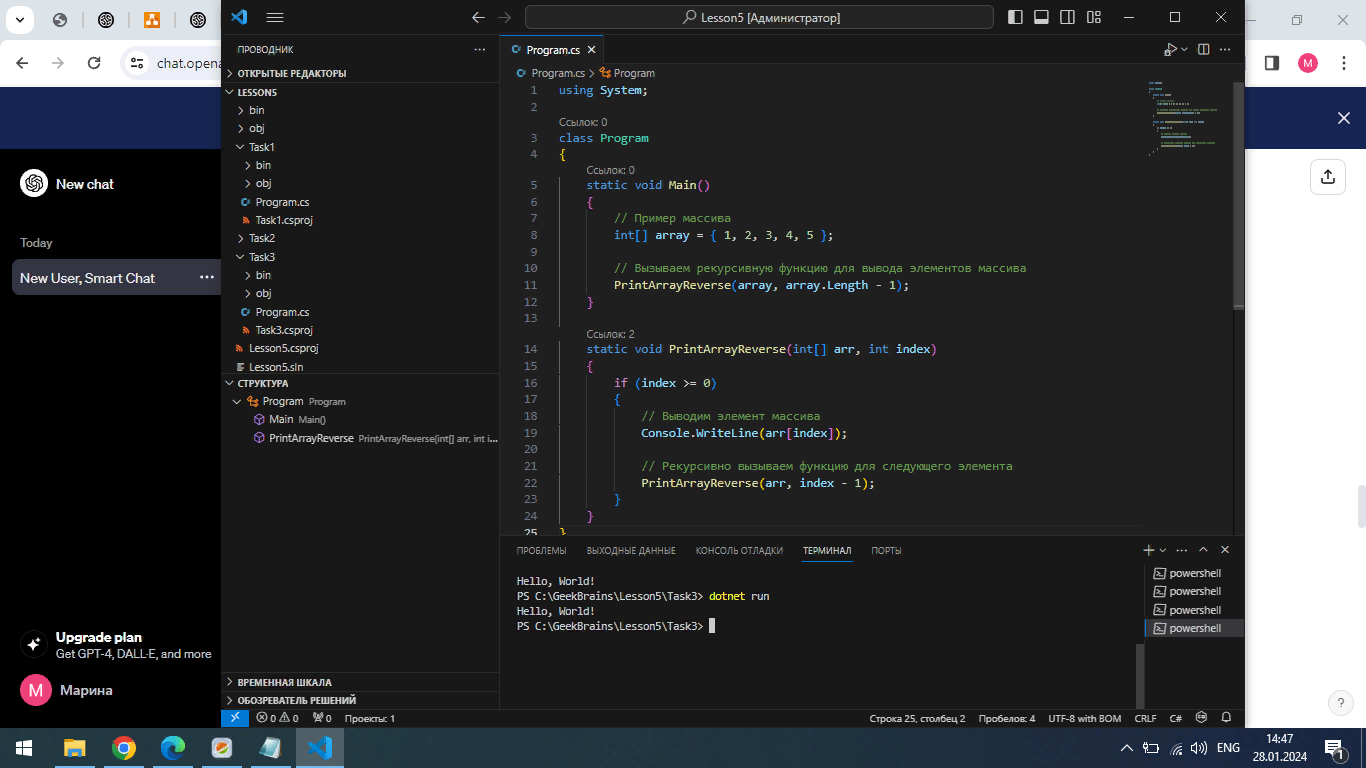 Lesson5 [Администратор]
chat.opena
M
New chat
Today
New User, Smart Chat
Upgrade plan
Get GPT-4, DALL·E, and more
M
Марина
ПРОВОДНИК
ОТКРЫТЫЕ РЕДАКТОРЫ
LESSON5
bin
obj
Task1
bin
obj
Program.cs
Task1.csproj
Task2
Task3
bin
obj
Program.cs
Task3.csproj
Lesson5.csproj
Lesson5.sln
СТРУКТУРА
Program Program
Main Main()
PrintArrayReverse PrintArrayReverse(int[] arr, int i...
ВРЕМЕННАЯ ШКАЛА
ОБОЗРЕВАТЕЛЬ РЕШЕНИЙ
Program.cs
Program.cs > Program
1 using System;
2
Ссылок: 0
3 class Program
4 {
Ссылок: 0
5 static void Main()
6 {
7 // Пример массива
8 int[] array = { 1, 2, 3, 4, 5 };
9
10 // Вызываем рекурсивную функцию для вывода элементов массива
11 PrintArrayReverse(array, array.Length - 1);
12 }
13
Ссылок: 2
14 static void PrintArrayReverse(int[] arr, int index)
15 {
16 if (index >= 0)
17 {
18 // Выводим элемент массива
19 Console.WriteLine(arr[index]);
20
21 // Рекурсивно вызываем функцию для следующего элемента
22 PrintArrayReverse(arr, index - 1);
23 }
24 }
25 }
ПРОБЛЕМЫ ВЫХОДНЫЕ ДАННЫЕ КОНСОЛЬ ОТЛАДКИ ТЕРМИНАЛ ПОРТЫ
Hello, World!
PS C:\GeekBrains\Lesson5\Task3> dotnet run
Hello, World!
PS C:\GeekBrains\Lesson5\Task3>
powershell
powershell
powershell
powershell
0 0 0 Проекты: 1
Строка 25, столбец 2 Пробелов: 4 UTF-8 with BOM CRLF C#
?
ENG
14:47
28.01.2024
1